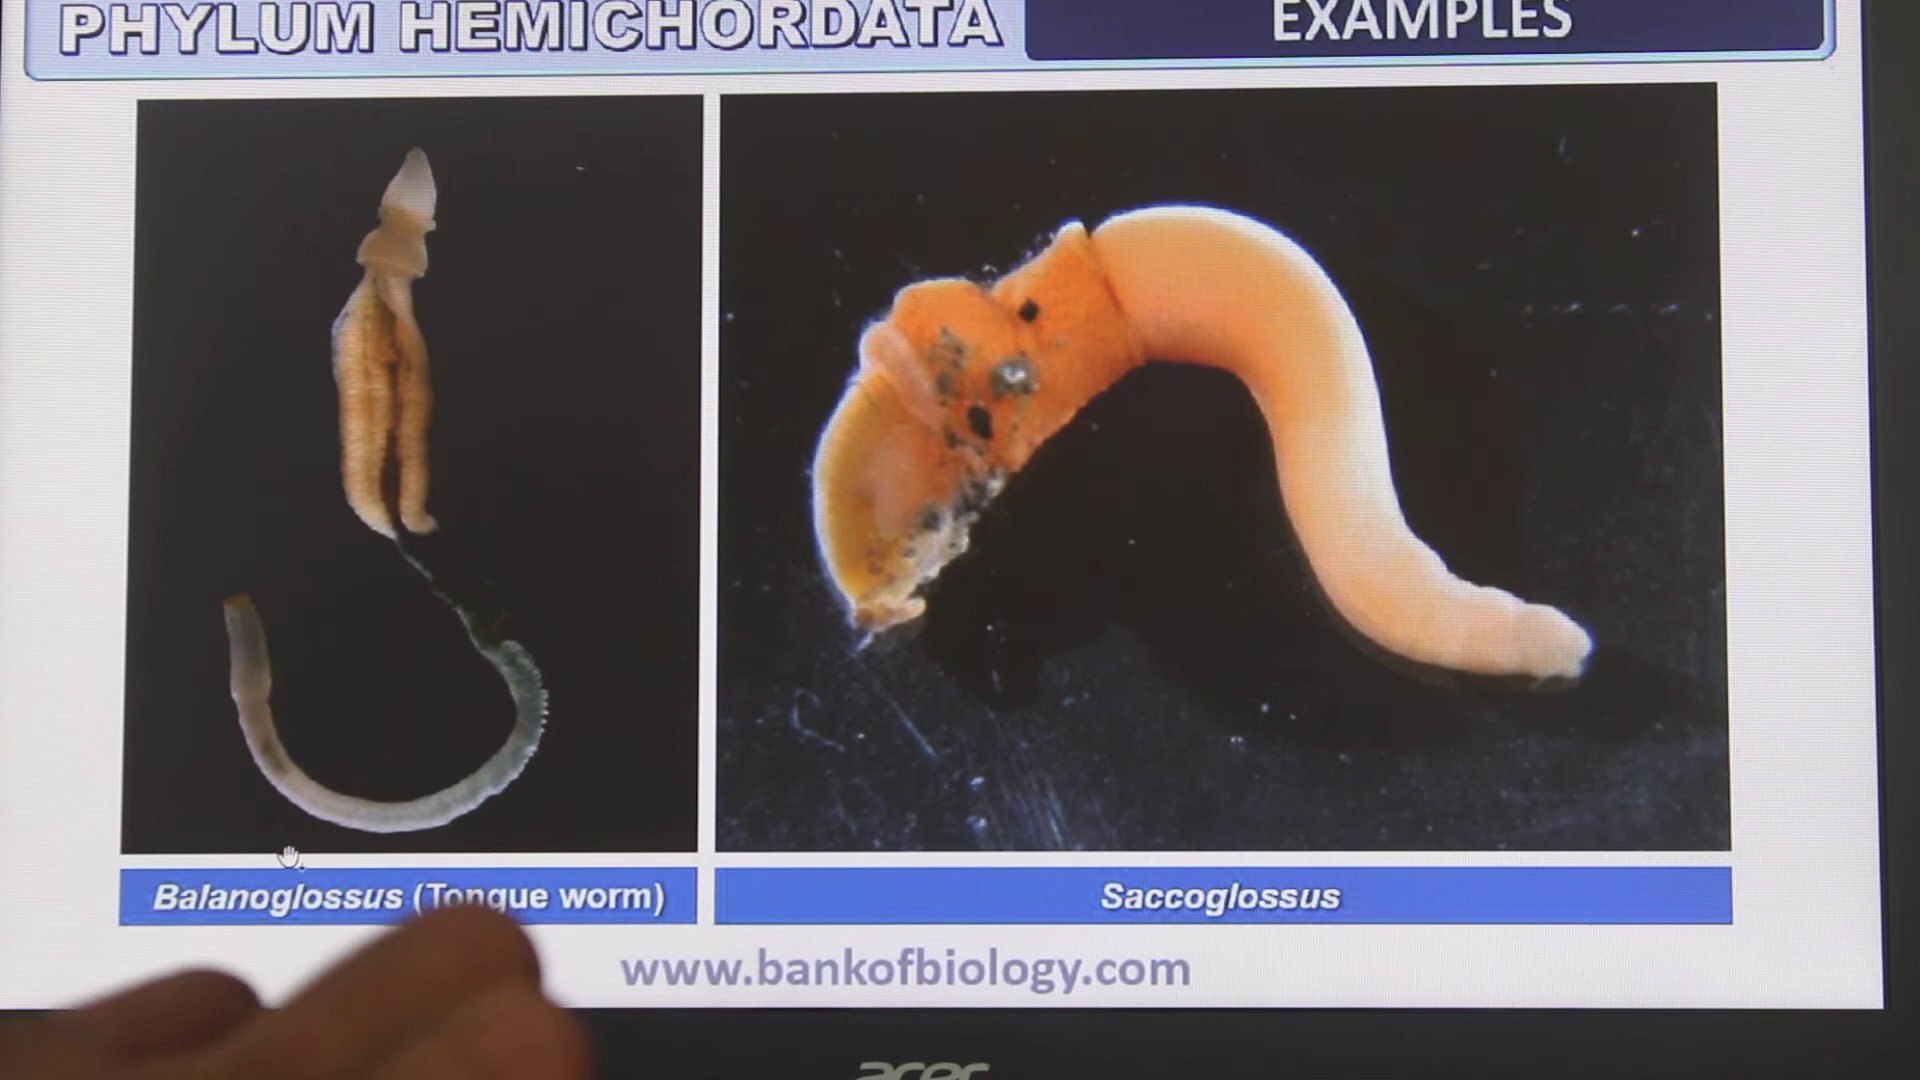 PHYLUM HEMICHORDATA
EXAMPLES
Balanoglossus (Tongue worm)
Saccoglossus
www.bankofbiology.com
acer